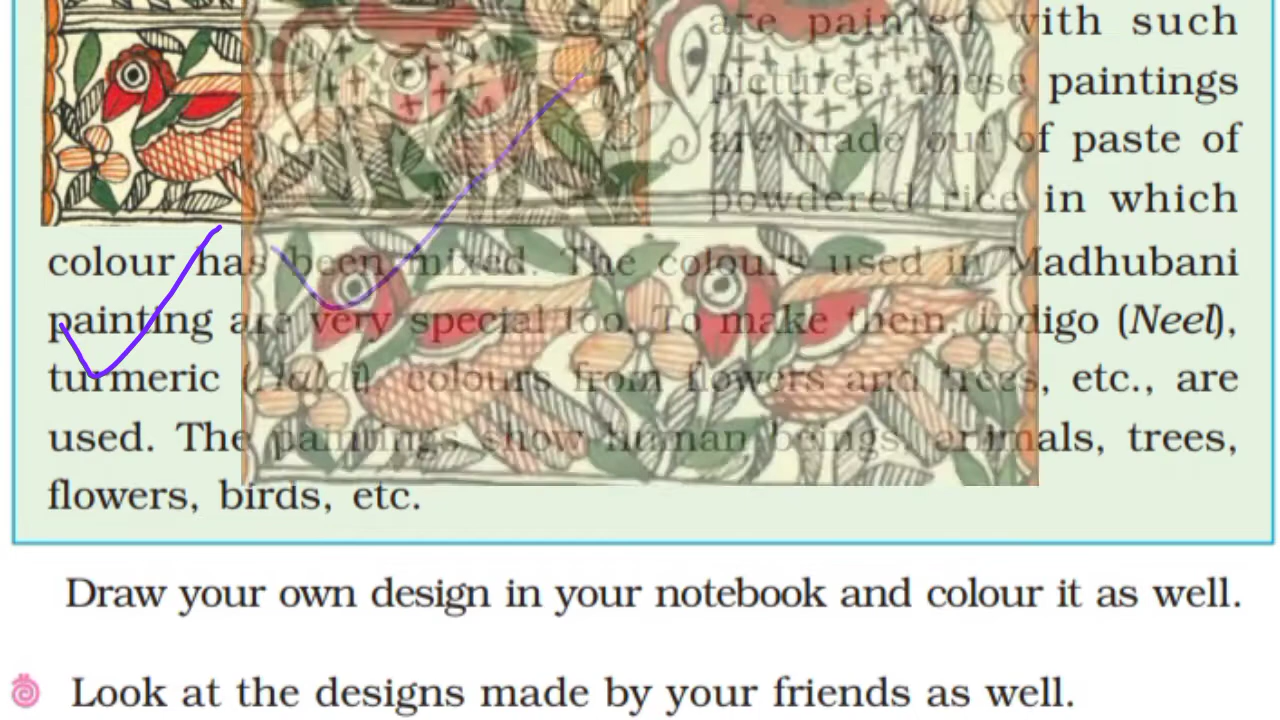 are painted with such
pictures. These paintings
are made out of paste of
powdered rice in which
colour has been mixed. The colours used in Madhubani
painting are very special too. To make them, indigo (Neel),
turmeric (Haldi), colours from flowers and trees, etc., are
used. The paintings show human beings, animals, trees,
flowers, birds, etc.
Draw your own design in your notebook and colour it as well.
Look at the designs made by your friends as well.